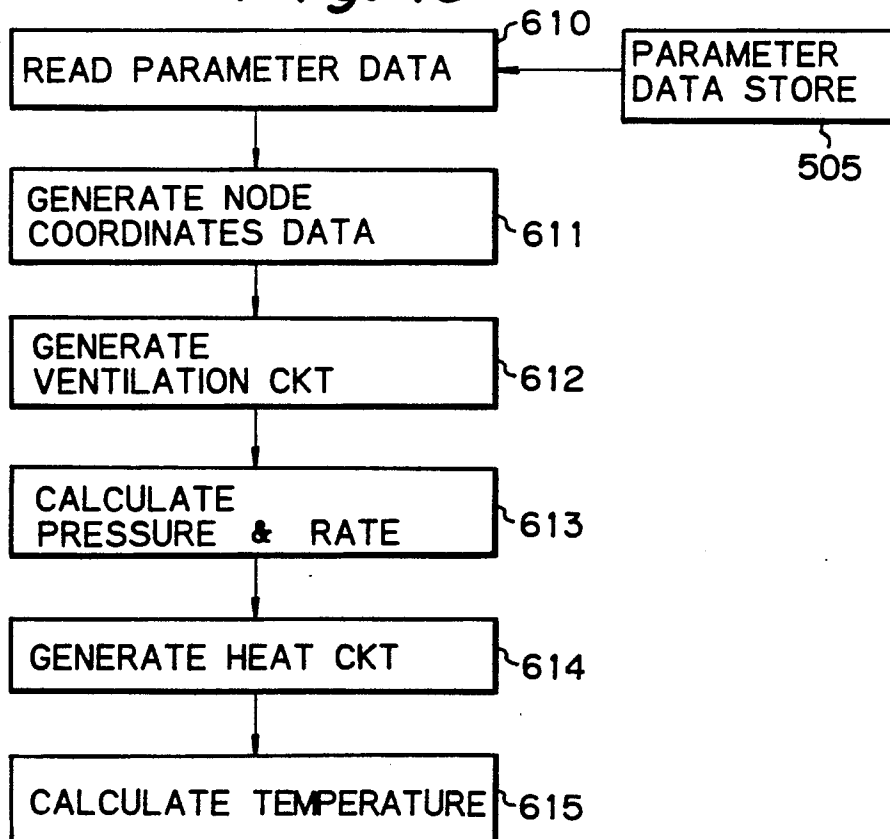 610
READ PARAMETER DATA
PARAMETER
DATA STORE
505
GENERATE NODE
COORDINATES DATA
611
GENERATE
VENTILATION CKT
612
CALCULATE
PRESSURE & RATE
613
GENERATE HEAT CKT
614
CALCULATE TEMPERATURE
615